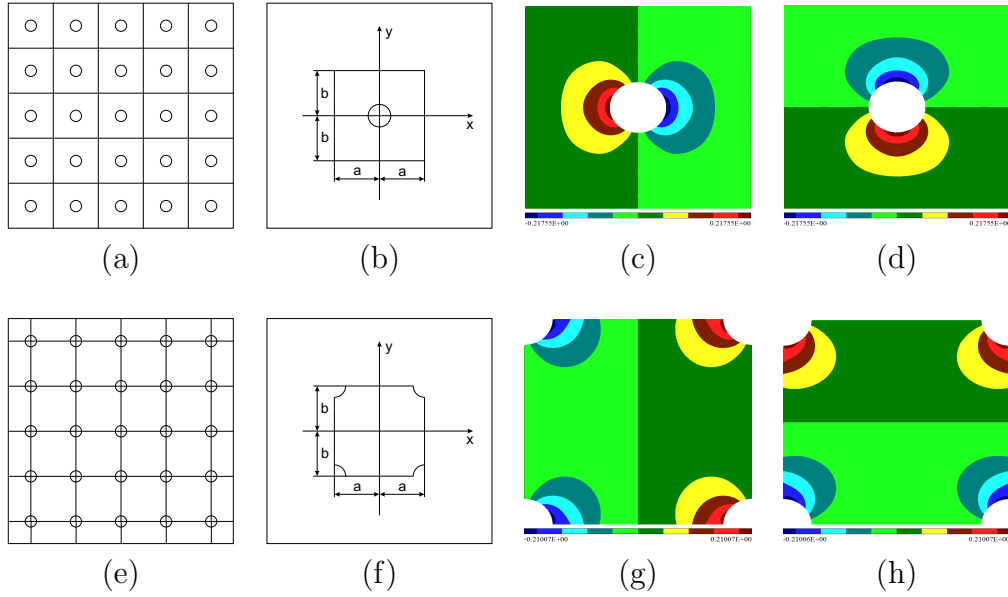 y
b
b
x
a a
-0.21755E+00 0.21755E+00
-0.21755E+00 0.21755E+00
(a) (b) (c) (d)
y
b
b
x
a a
-0.21007E+00 0.21007E+00
-0.21006E+00 0.21007E+00
(e) (f) (g) (h)